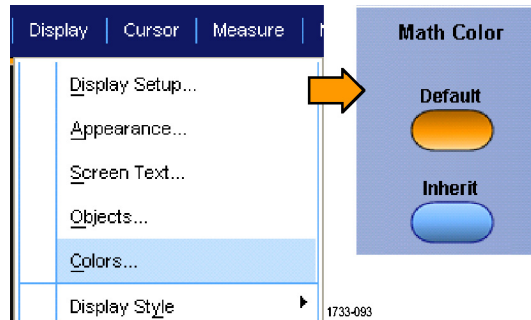 Display Cursor Measure
Display Setup...
Appearance...
Screen Text...
Objects...
Colors...
Display Style
1733-093
Math Color
Default
Inherit